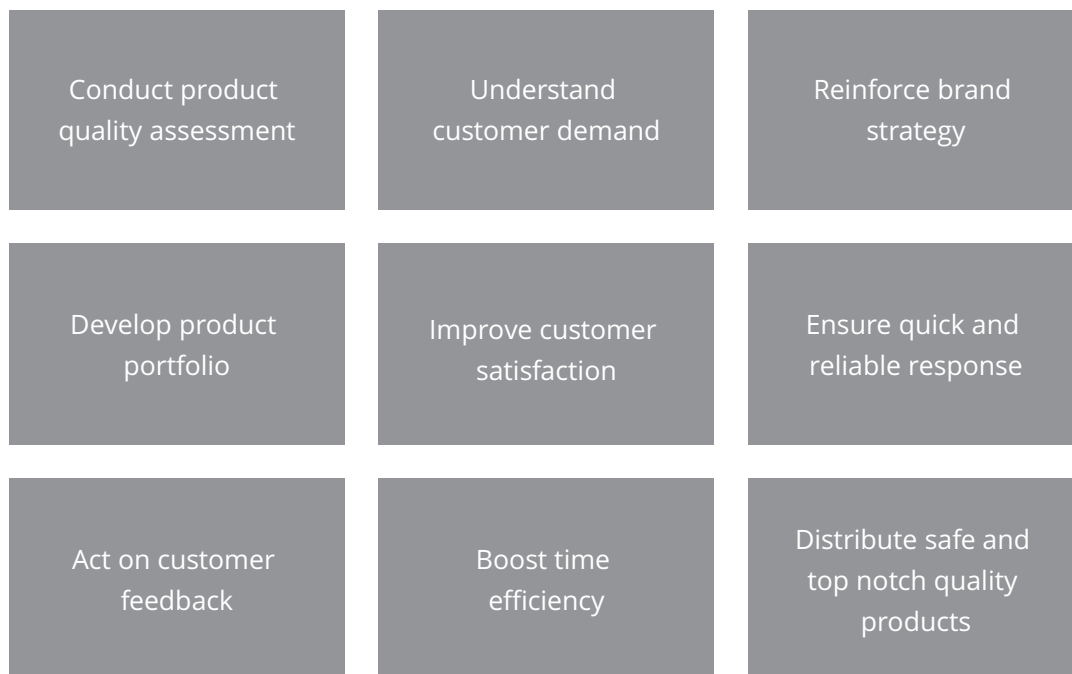 Conduct product
quality assessment
Understand
customer demand
Reinforce brand
strategy
Develop product
portfolio
Improve customer
satisfaction
Ensure quick and
reliable response
Act on customer
feedback
Boost time
efficiency
Distribute safe and
top notch quality
products